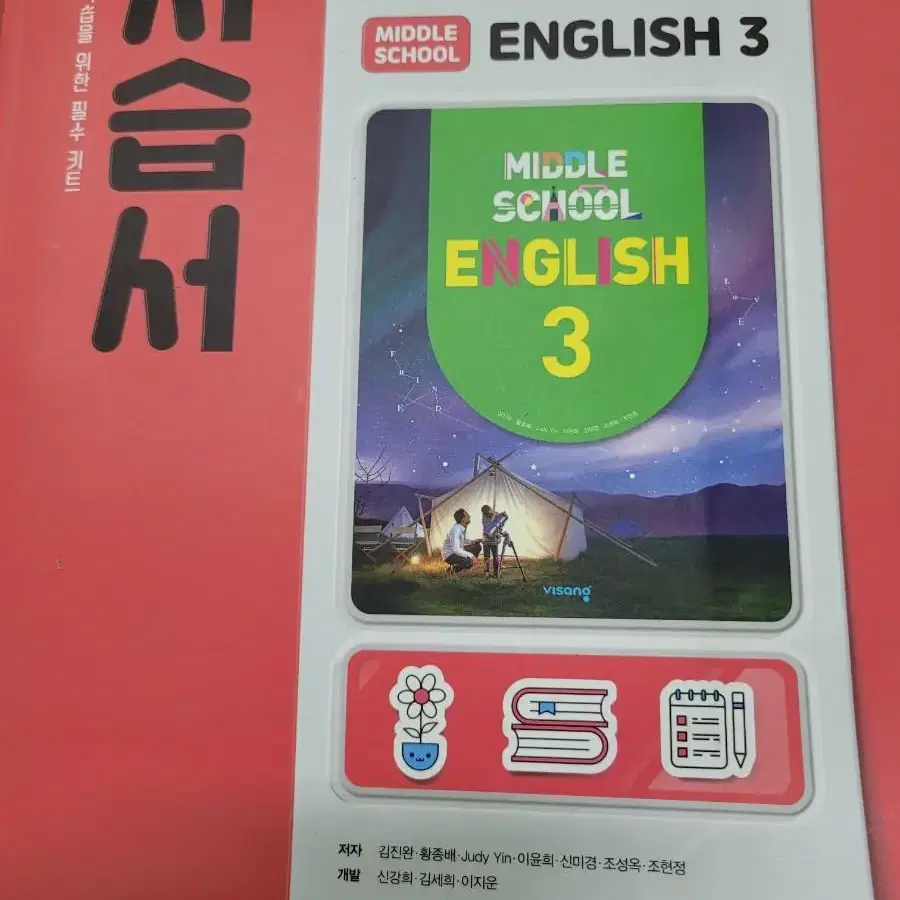 습을 위한 필수 키트
습서
MIDDLE
SCHOOL
ENGLISH 3
MIDDLE
SCHOOL
ENGLISH
3
L O V E
F R I E N D
Judy Yin
visang
저자 김진완·황종배·Judy Yin·이윤희·신미경·조성옥·조현정
개발 신강희·김세희·이지운